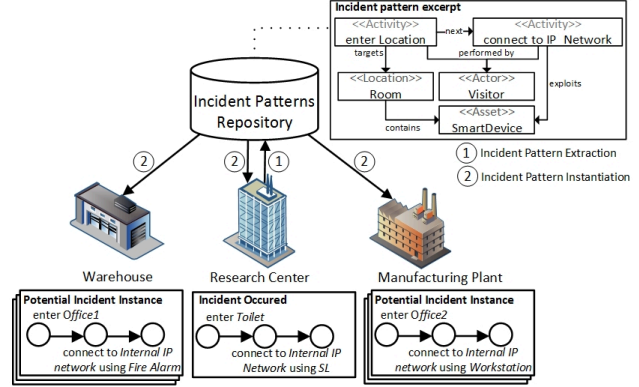 Incident pattern excerpt
<<Activity>>
enter Location
next
<<Activity>>
connect to IP Network
targets
performed by
<<Location>>
Room
<<Actor>>
Visitor
exploits
contains
<<Asset>>
SmartDevice
Incident Patterns
Repository
1 Incident Pattern Extraction
2 Incident Pattern Instantiation
2
2
1
2
Warehouse
Research Center
Manufacturing Plant
Potential Incident Instance
enter Office1
connect to Internal IP
network using Fire Alarm
Incident Occured
enter Toilet
connect to Internal IP
Network using SL
Potential Incident Instance
enter Office2
connect to Internal IP
network using Workstation